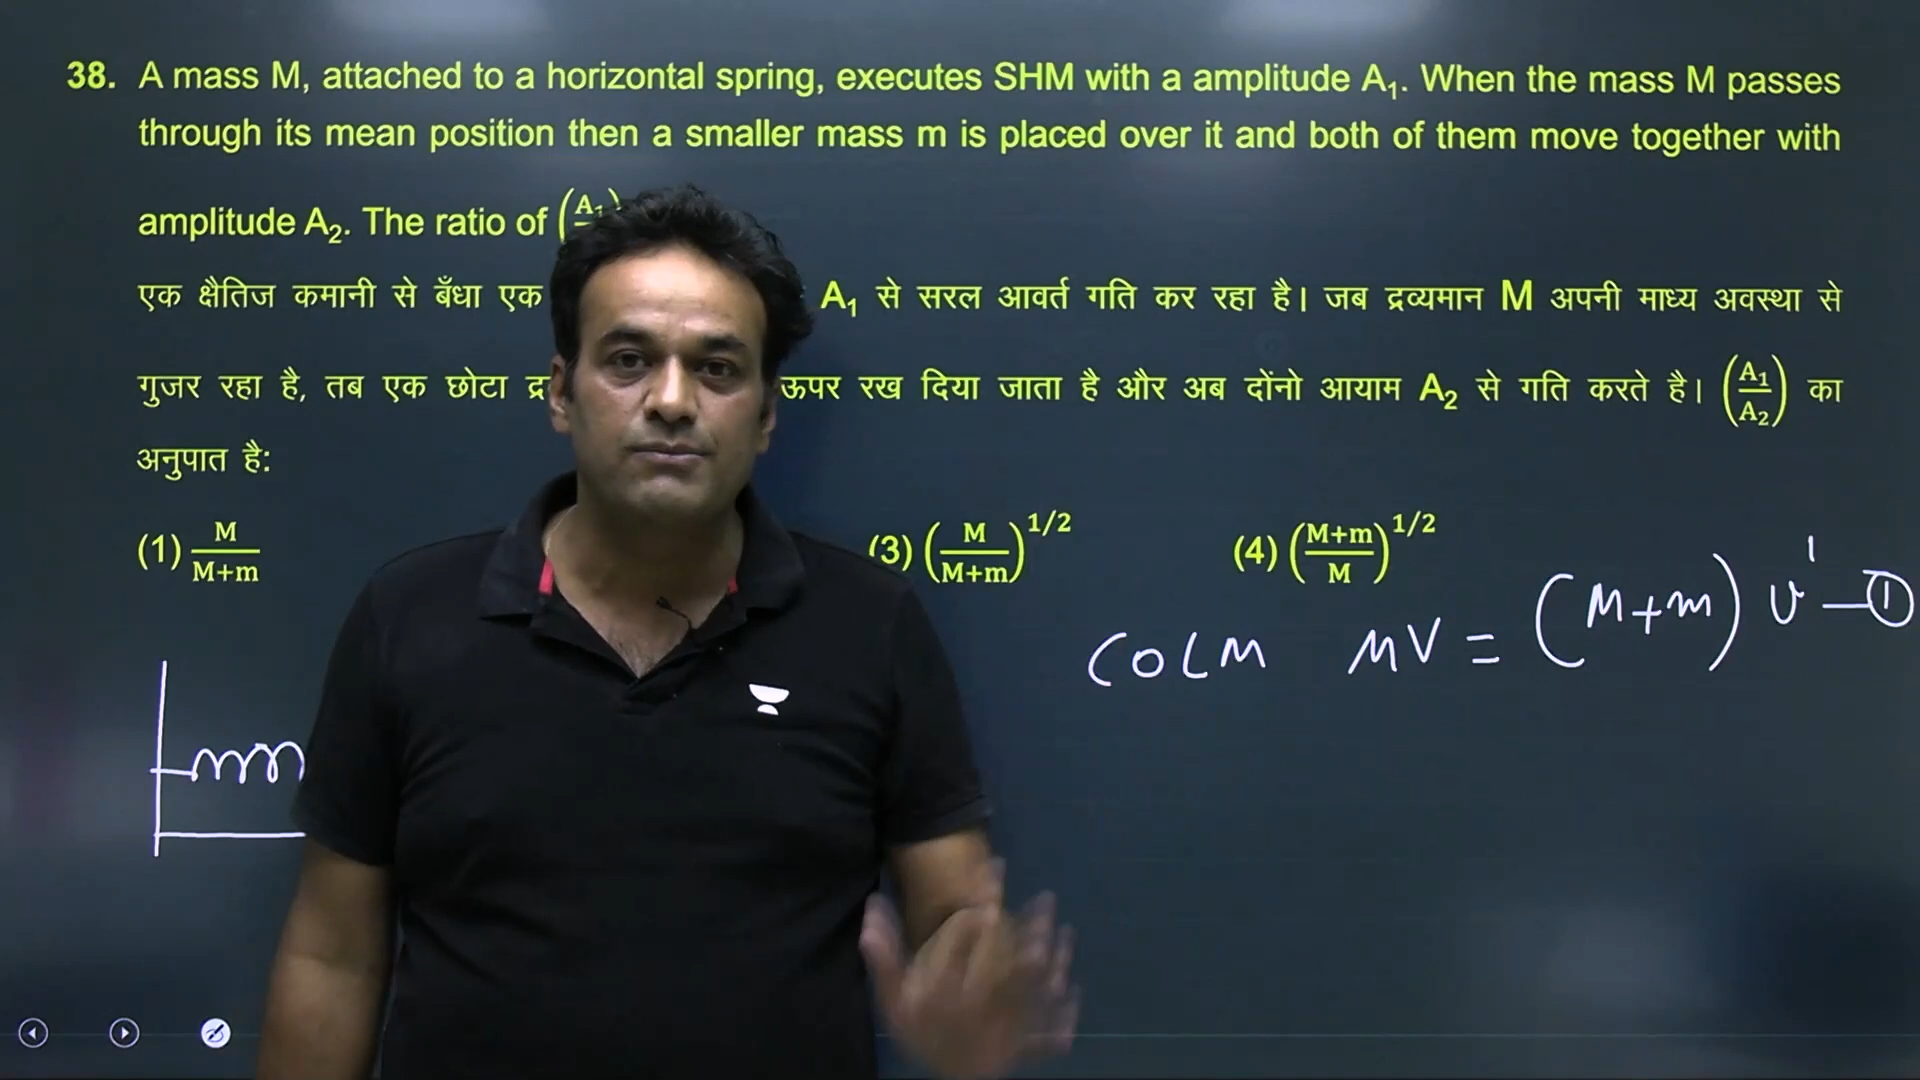 38. A mass M, attached to a horizontal spring, executes SHM with a amplitude A₁. When the mass M passes
through its mean position then a smaller mass m is placed over it and both of them move together with
amplitude A₂. The ratio of (A₁
एक क्षैतिज कमानी से बँधा एक A₁ से सरल आवर्त गति कर रहा है। जब द्रव्यमान M अपनी माध्य अवस्था से
गुजर रहा है, तब एक छोटा ऊपर रख दिया जाता है और अब दोंनो आयाम A₂ से गति करते है। (A₁/A₂) का
अनुपात है:
(1) M/(M+m) (3) (M/(M+m))^1/2 (4) ((M+m)/M)^1/2
COLM MV = (M+m) v' — ①